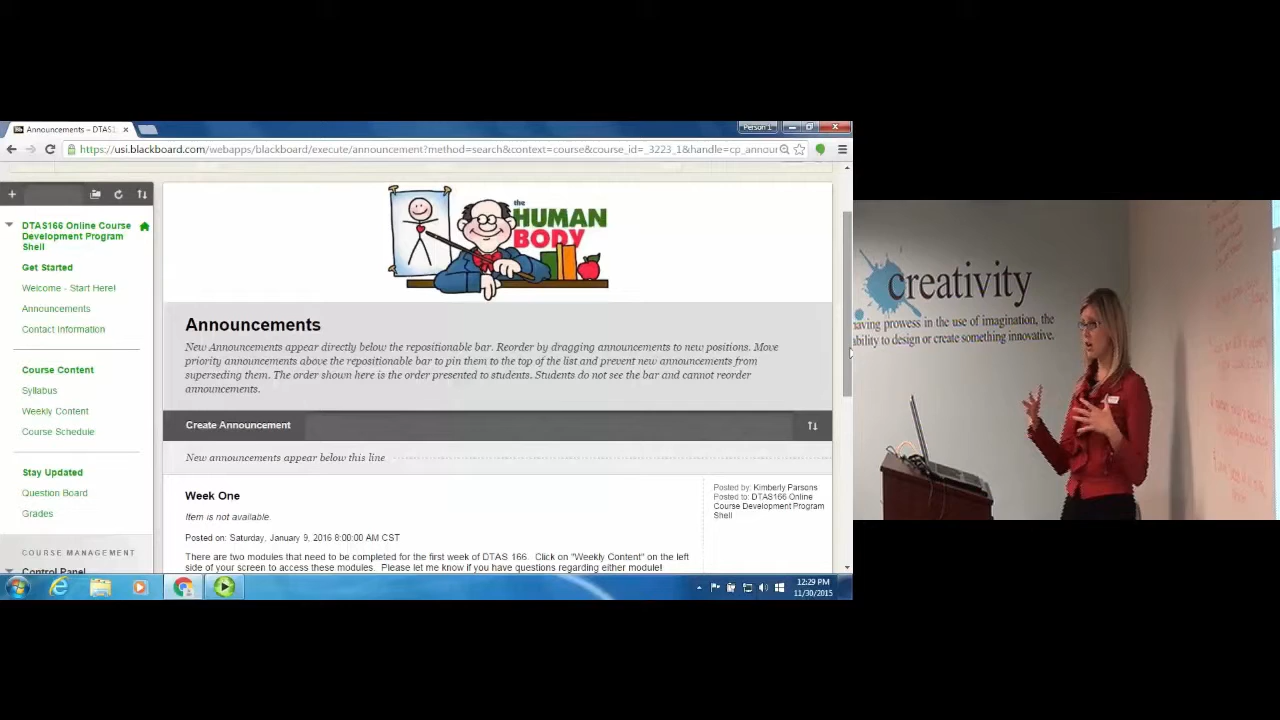 Announcements – DTAS1
Person 1
https://usi.blackboard.com/webapps/blackboard/execute/announcement?method=search&context=course&course_id=_3223_1&handle=cp_announ
DTAS166 Online Course
Development Program
Shell
Get Started
Welcome - Start Here!
Announcements
Contact Information
Course Content
Syllabus
Weekly Content
Course Schedule
Stay Updated
Question Board
Grades
COURSE MANAGEMENT
Control Panel
the
HUMAN
BODY
Announcements
New Announcements appear directly below the repositionable bar. Reorder by dragging announcements to new positions. Move
priority announcements above the repositionable bar to pin them to the top of the list and prevent new announcements from
superseding them. The order shown here is the order presented to students. Students do not see the bar and cannot reorder
announcements.
Create Announcement
New announcements appear below this line
Week One
Item is not available.
Posted on: Saturday, January 9, 2016 8:00:00 AM CST
There are two modules that need to be completed for the first week of DTAS 166. Click on "Weekly Content" on the left
side of your screen to access these modules. Please let me know if you have questions regarding either module!
Posted by: Kimberly Parsons
Posted to: DTAS166 Online
Course Development Program
Shell
12:29 PM
11/30/2015
creativity
having prowess in the use of imagination, the
ability to design or create something innovative.